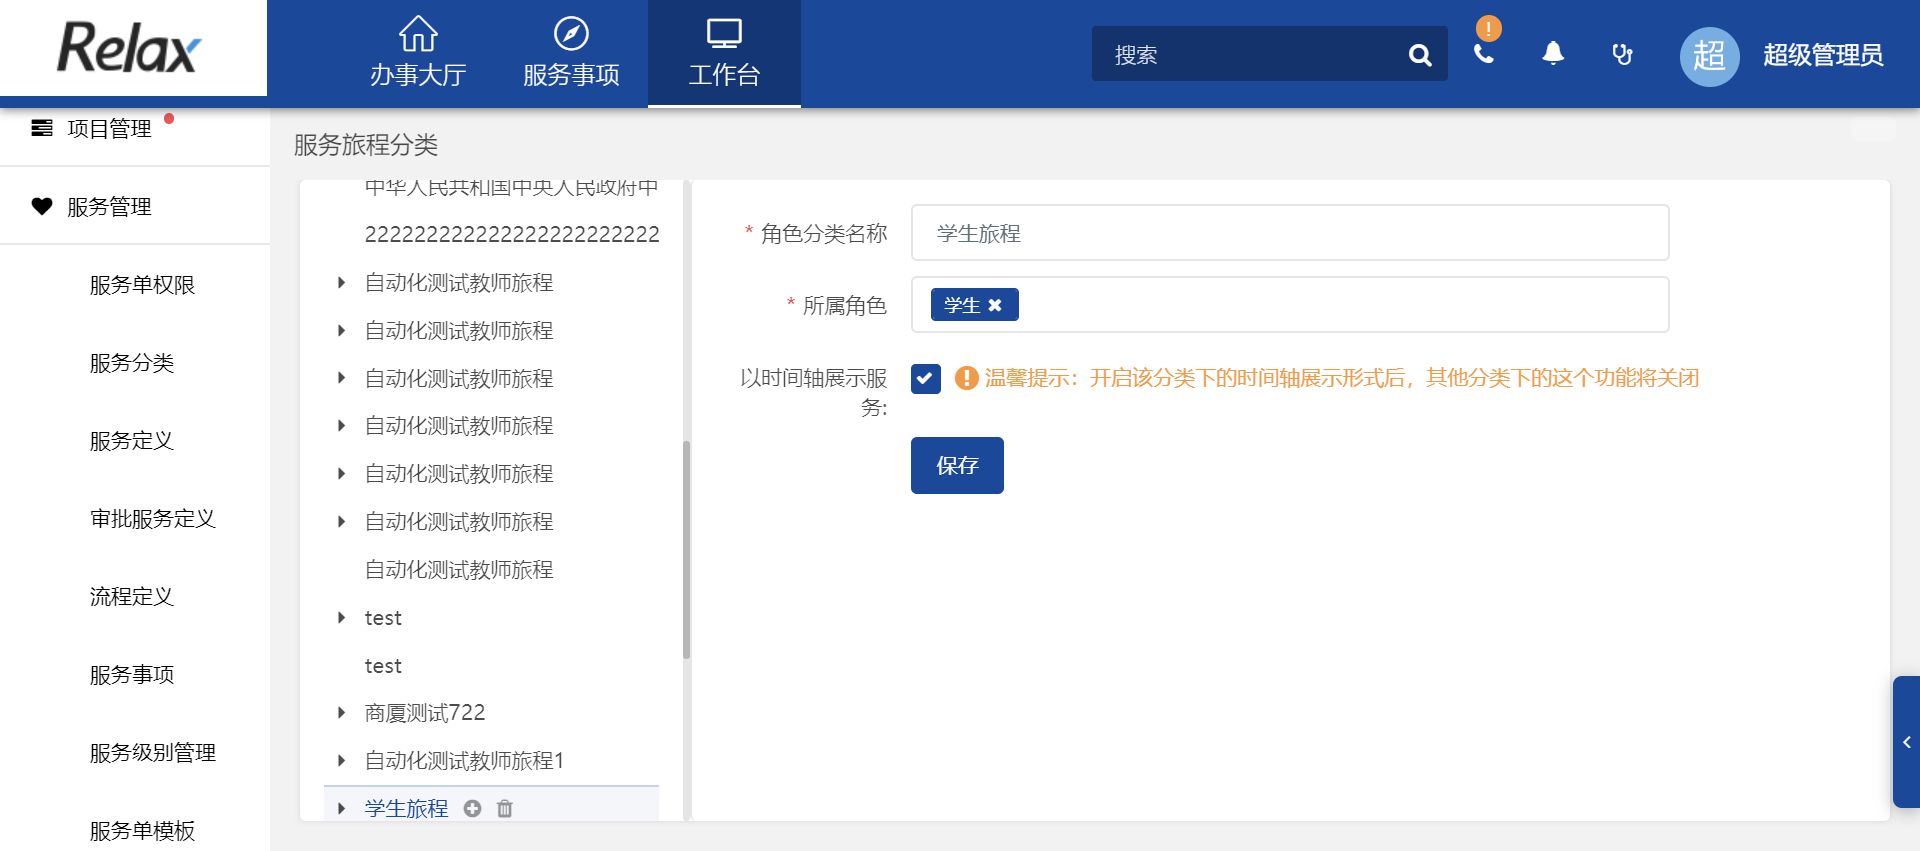 Relax
办事大厅
服务事项
工作台
搜索
超
超级管理员
项目管理
服务管理
服务单权限
服务分类
服务定义
审批服务定义
流程定义
服务事项
服务级别管理
服务单模板
服务旅程分类
中华人民共和国中央人民政府中
222222222222222222222222
自动化测试教师旅程
自动化测试教师旅程
自动化测试教师旅程
自动化测试教师旅程
自动化测试教师旅程
自动化测试教师旅程
自动化测试教师旅程
test
test
商厦测试722
自动化测试教师旅程1
学生旅程
* 角色分类名称
学生旅程
* 所属角色
学生
以时间轴展示服
务:
温馨提示：开启该分类下的时间轴展示形式后，其他分类下的这个功能将关闭
保存